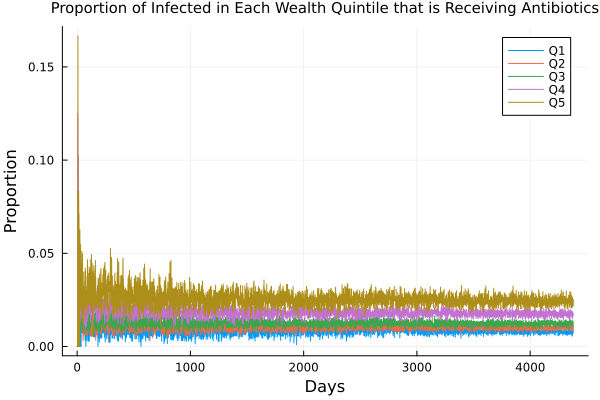 Proportion of Infected in Each Wealth Quintile that is Receiving Antibiotics
Q1
Q2
Q3
Q4
Q5
0.15
0.10
0.05
0.00
Proportion
0
1000
2000
3000
4000
Days